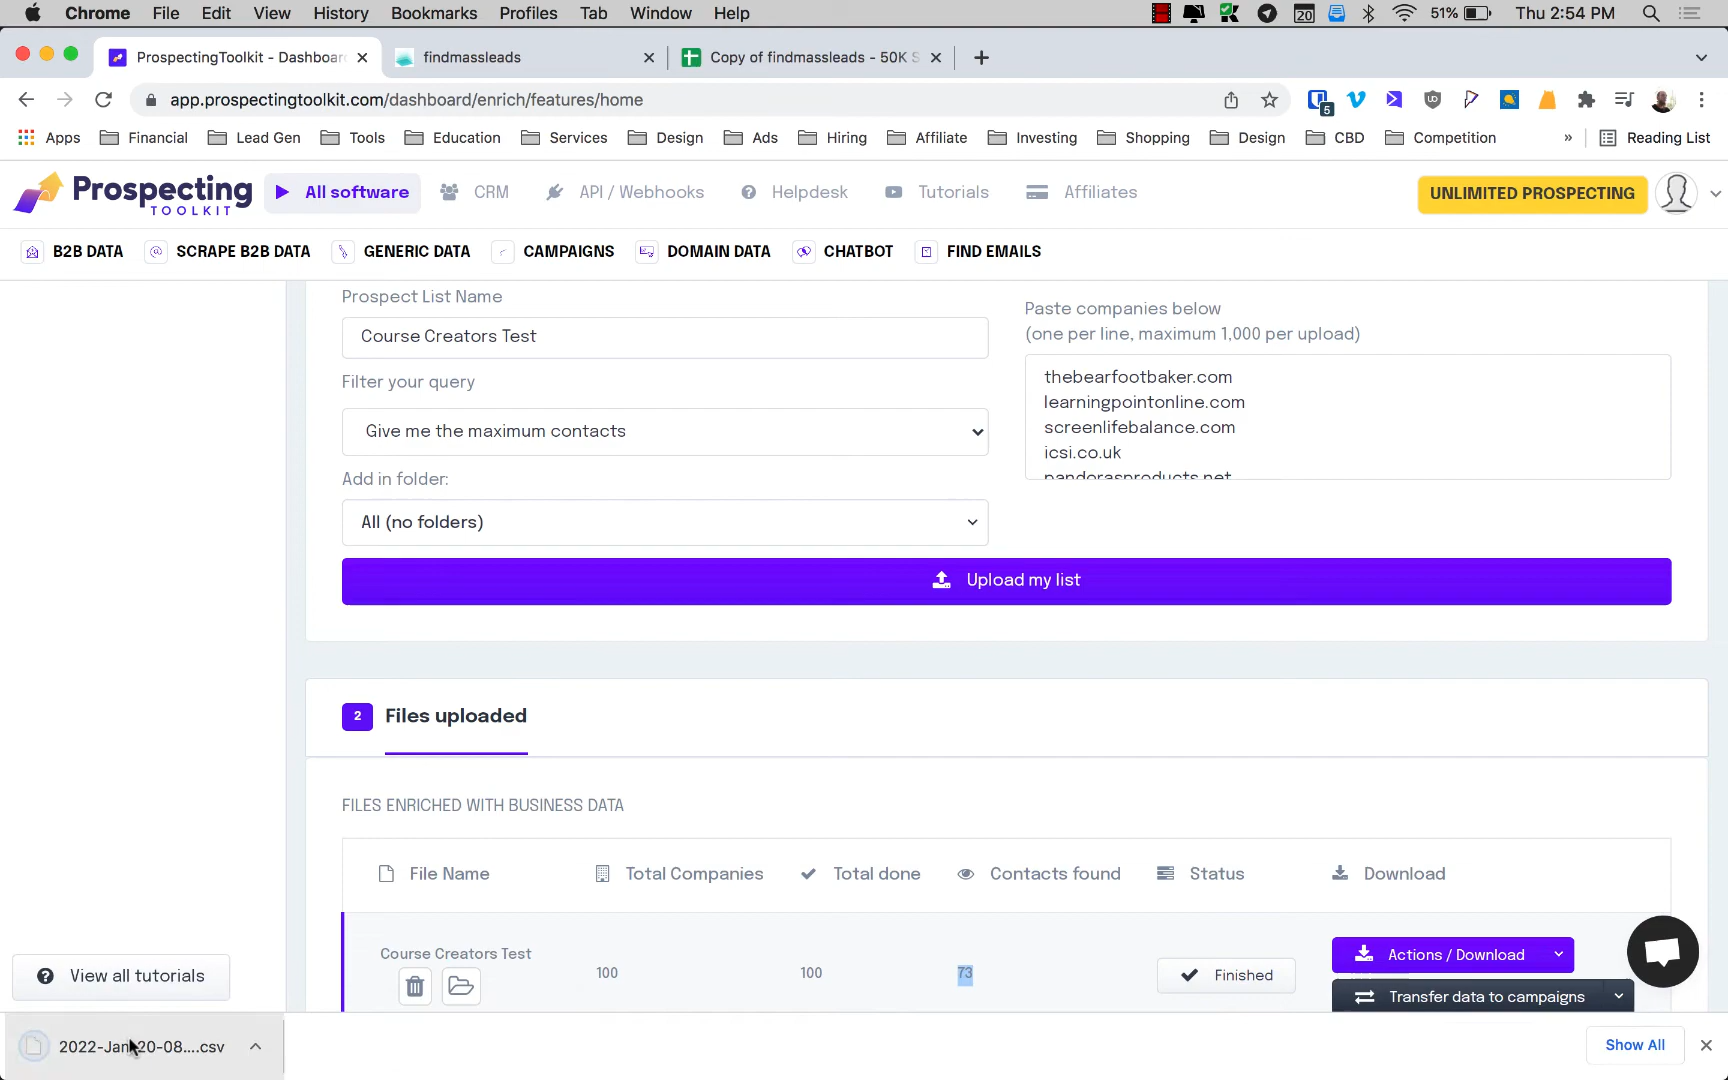 Chrome File Edit View History Bookmarks Profiles Tab Window Help 20 51% Thu 2:54 PM
ProspectingToolkit - Dashboar findmassleads Copy of findmassleads - 50K S
app.prospectingtoolkit.com/dashboard/enrich/features/home 5
Apps Financial Lead Gen Tools Education Services Design Ads Hiring Affiliate Investing Shopping Design CBD Competition » Reading List
Prospecting
TOOLKIT
All software CRM API / Webhooks Helpdesk Tutorials Affiliates UNLIMITED PROSPECTING
B2B DATA SCRAPE B2B DATA GENERIC DATA CAMPAIGNS DOMAIN DATA CHATBOT FIND EMAILS
Prospect List Name
Course Creators Test
Filter your query
Give me the maximum contacts
Add in folder:
All (no folders)
Paste companies below
(one per line, maximum 1,000 per upload)
thebearfootbaker.com
learningpointonline.com
screenlifebalance.com
icsi.co.uk
pandorasproducts.net
Upload my list
2 Files uploaded
FILES ENRICHED WITH BUSINESS DATA
File Name Total Companies Total done Contacts found Status Download
Course Creators Test 100 100 73 Finished Actions / Download
Transfer data to campaigns
View all tutorials
2022-Jan-20-08....csv Show All